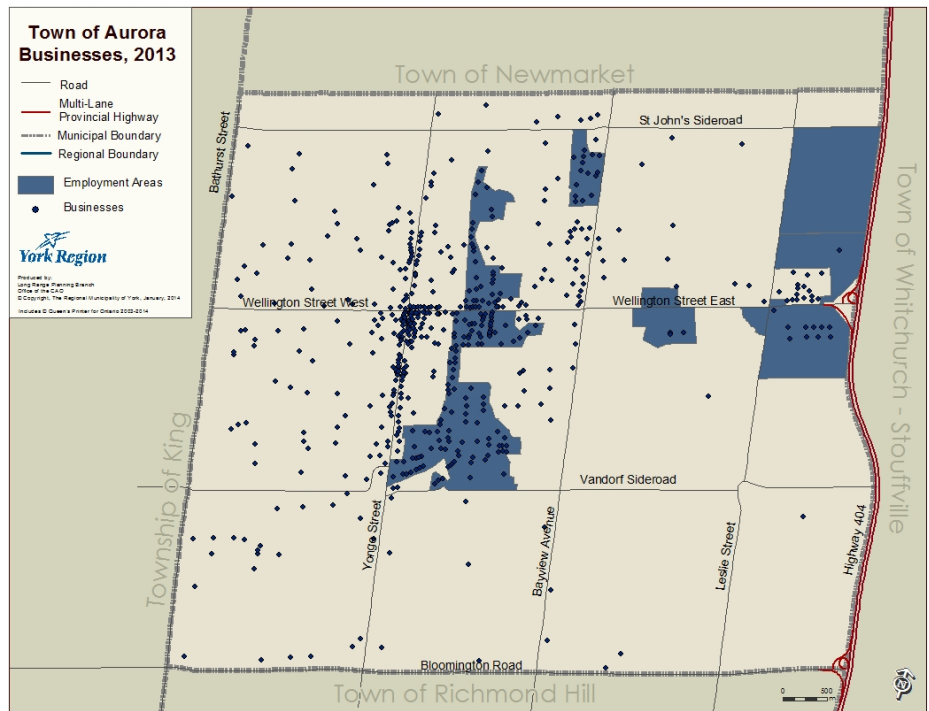 Town of Aurora
Businesses, 2013
Road
Multi-Lane
Provincial Highway
Municipal Boundary
Regional Boundary
Employment Areas
Businesses
York Region
Produced by:
Long Range Planning Branch
Office of the CAO
© Copyright, The Regional Municipality of York, January, 2014
Includes © Queen's Printer for Ontario 2003-2014
Town of Newmarket
St John's Sideroad
Bathurst Street
Town of Whitchurch - Stouffville
Wellington Street West
Wellington Street East
Township of King
Vandorf Sideroad
Yonge Street
Bayview Avenue
Leslie Street
Highway 404
Bloomington Road
Town of Richmond Hill
0 500
m